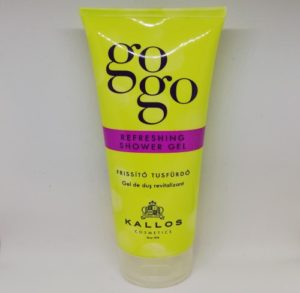 go
go
REFRESHING
SHOWER GEL
FRISSÍTŐ TUSFÜRDŐ
Gel de duș revitalizant
KALLOS
COSMETICS